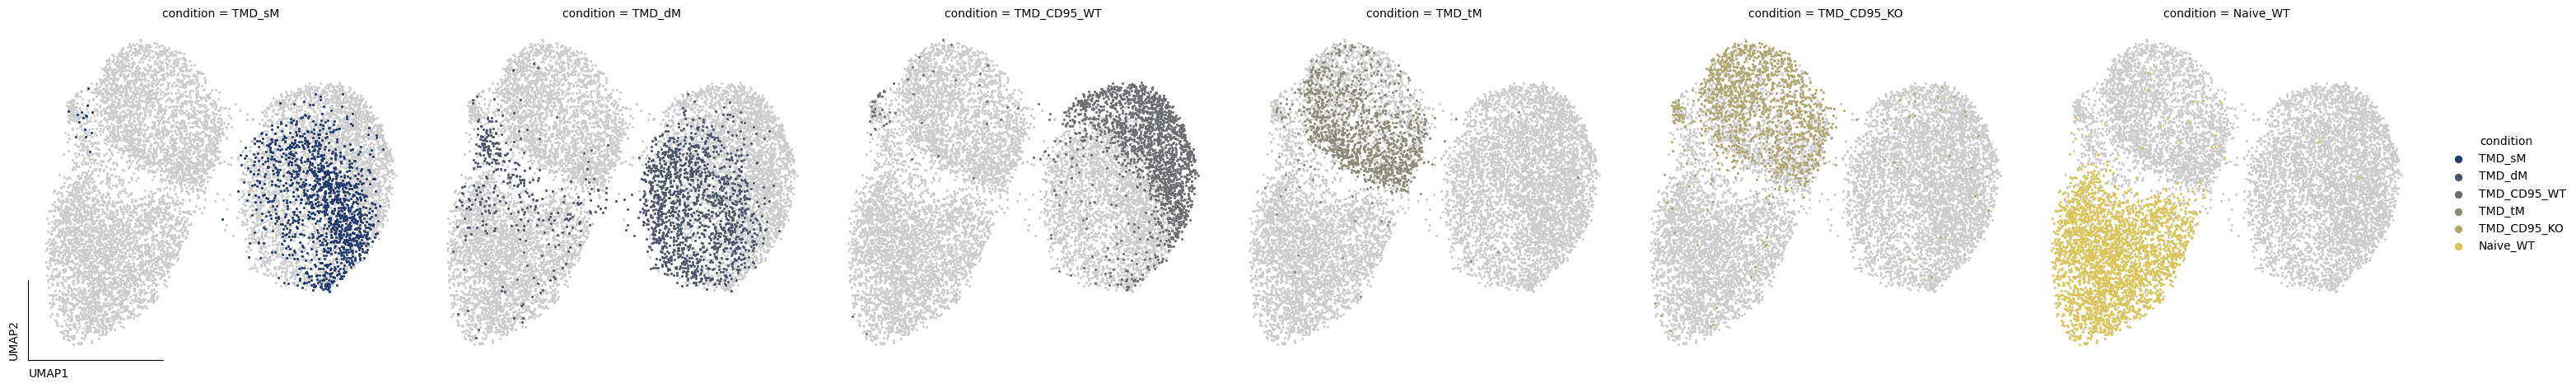 condition = TMD_sM
condition = TMD_dM
condition = TMD_CD95_WT
condition = TMD_tM
condition = TMD_CD95_KO
condition = Naive_WT
condition
TMD_sM
TMD_dM
TMD_CD95_WT
TMD_tM
TMD_CD95_KO
Naive_WT
UMAP2
UMAP1